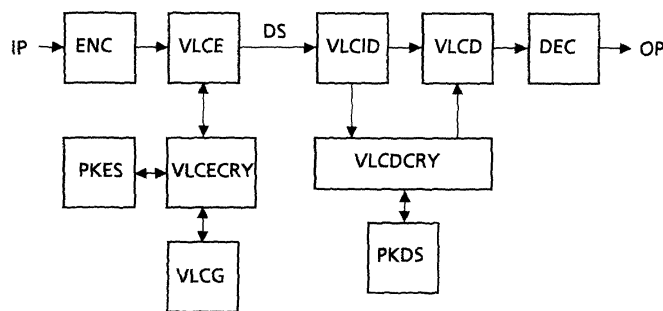 IP
ENC
VLCE
DS
VLCID
VLCD
DEC
OP
PKES
VLCECRY
VLCDCRY
VLCG
PKDS